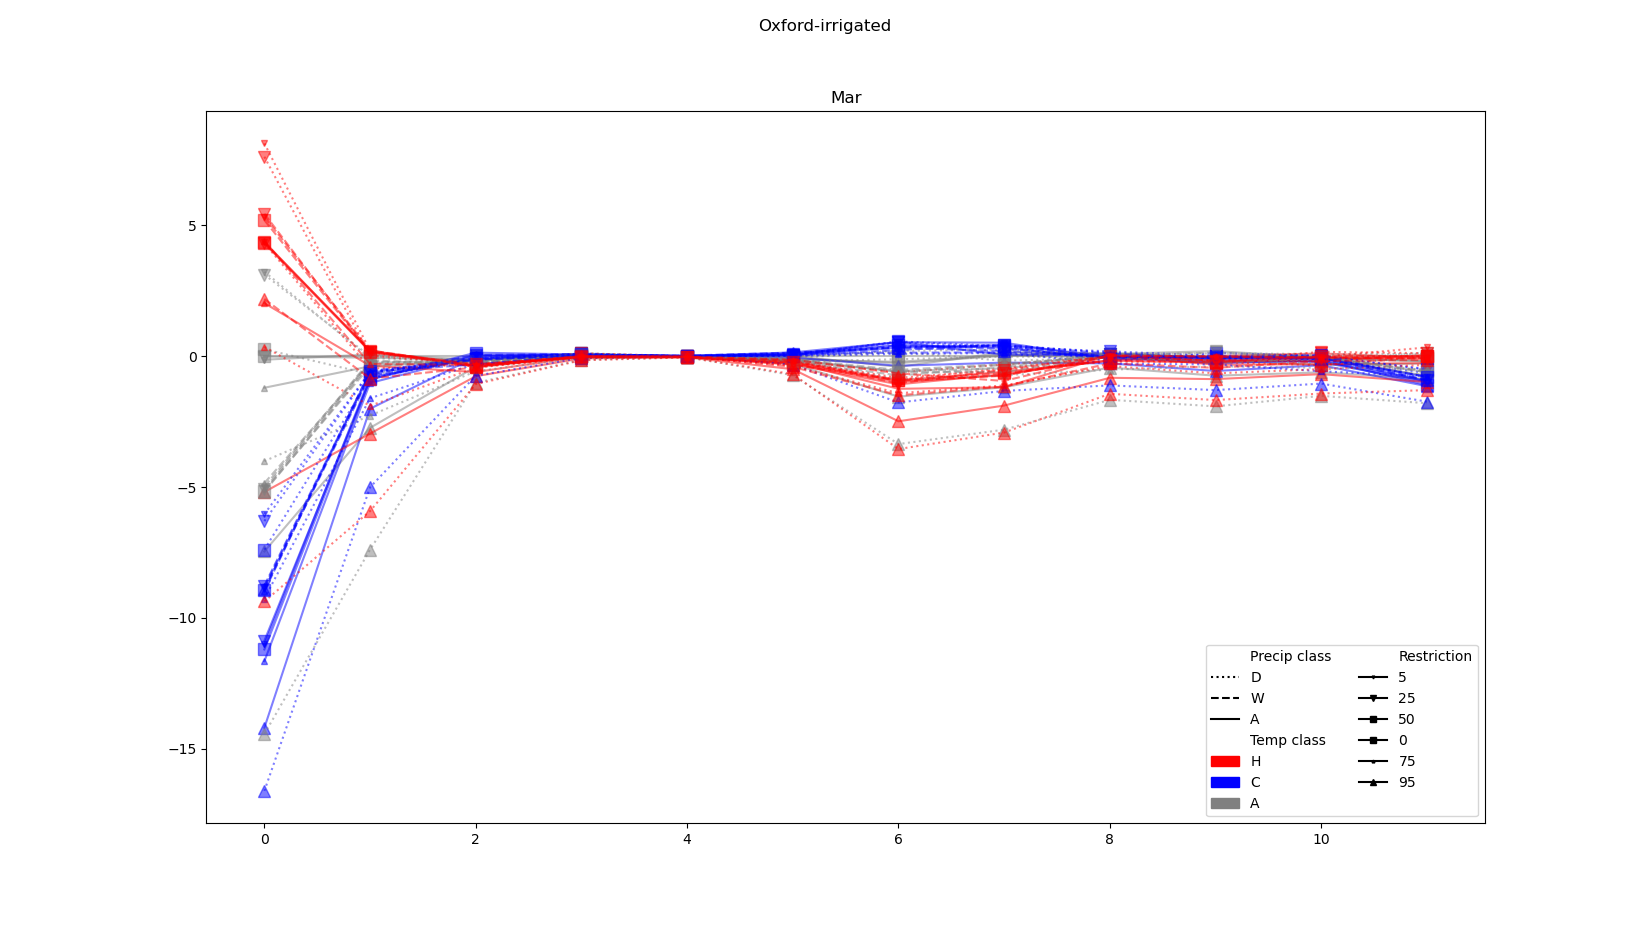 Oxford-irrigated
Mar
5
0
−5
−10
−15
0 2 4 6 8 10
Precip class
D
W
A
Temp class
H
C
A
Restriction
5
25
50
0
75
95